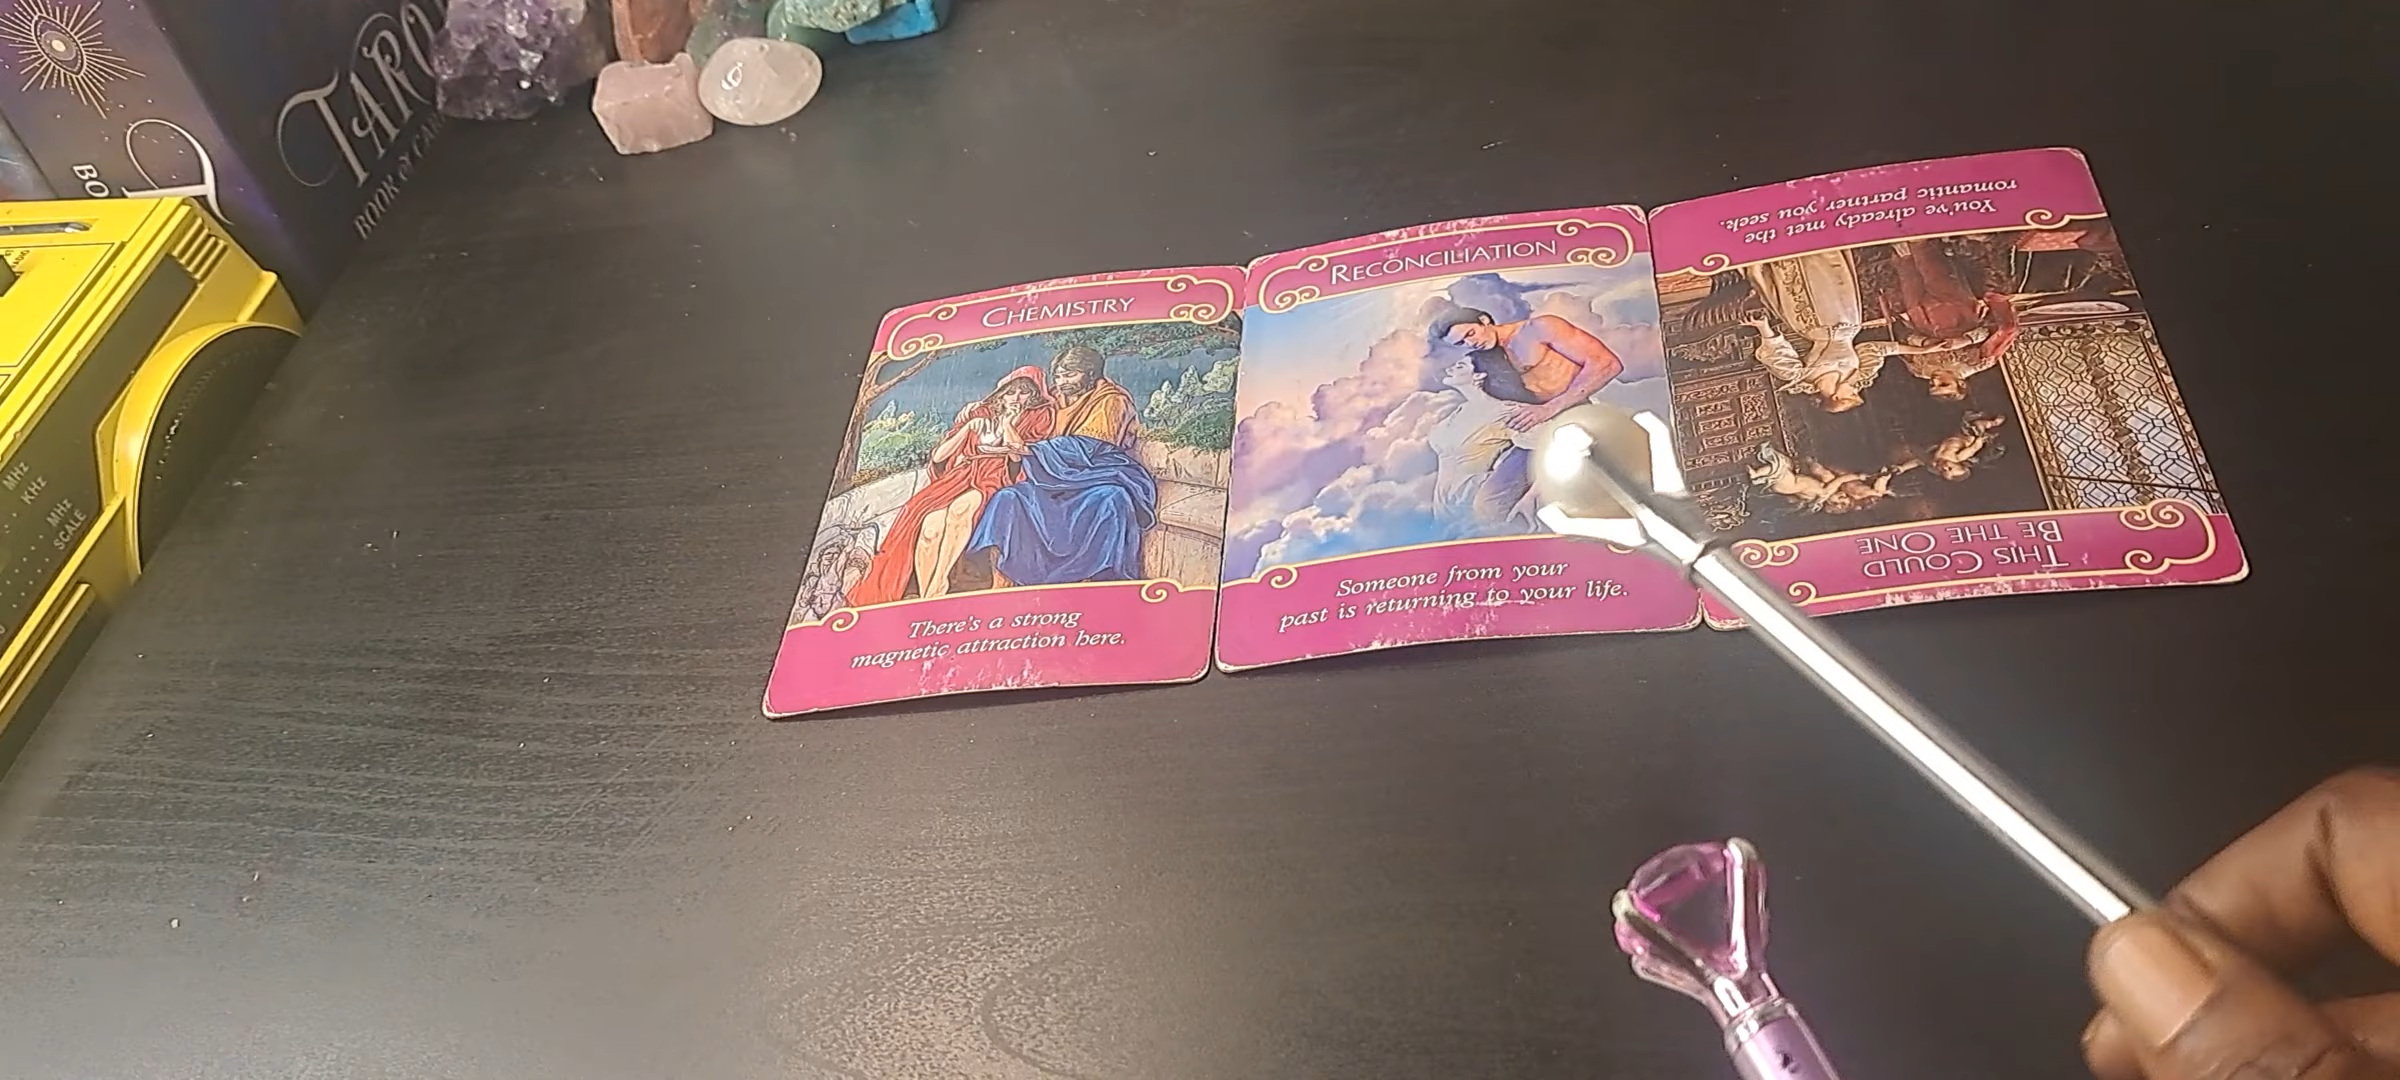 TAROT
BOOK OF
BO
MHz
KHz
MHz
SCALE
CHEMISTRY
There's a strong
magnetic attraction here.
RECONCILIATION
Someone from your
past is returning to your life.
THIS COULD
BE THE ONE
You've already met the
romantic partner you seek.